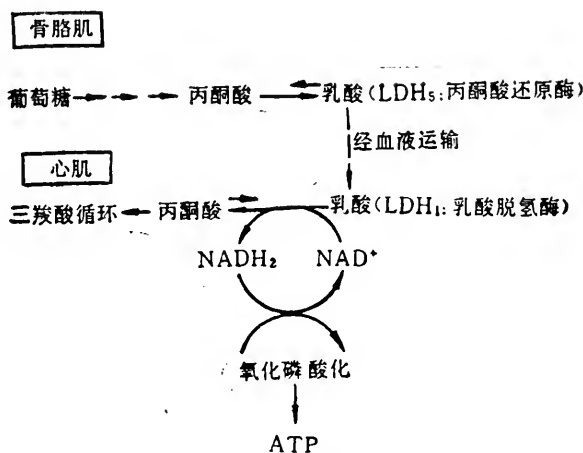 骨胳肌
葡萄糖 丙酮酸 乳酸(LDH₅:丙酮酸还原酶)
经血液运输
心肌
三羧酸循环 丙酮酸 乳酸(LDH₁:乳酸脱氢酶)
NADH₂ NAD⁺
氧化磷酸化
ATP